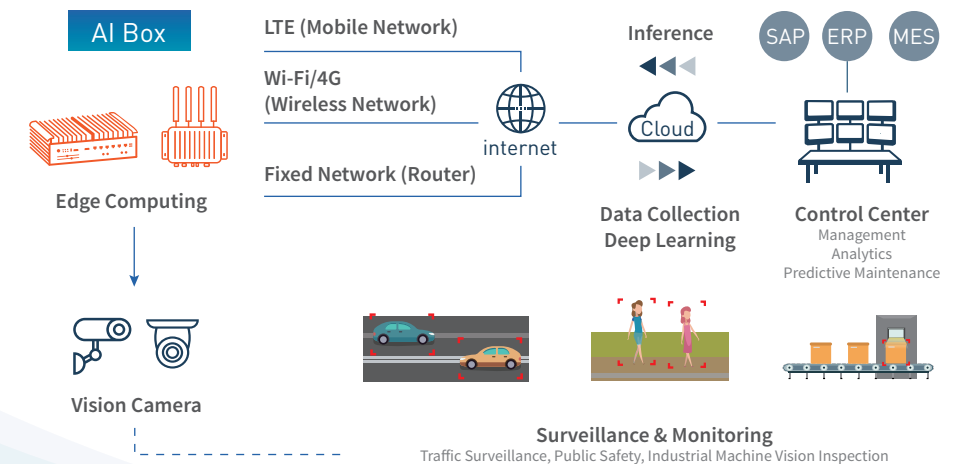 AI Box
LTE (Mobile Network)
Wi-Fi/4G
(Wireless Network)
Fixed Network (Router)
internet
Inference
Cloud
SAP
ERP
MES
Edge Computing
Data Collection
Deep Learning
Control Center
Management
Analytics
Predictive Maintenance
Vision Camera
Surveillance & Monitoring
Traffic Surveillance, Public Safety, Industrial Machine Vision Inspection